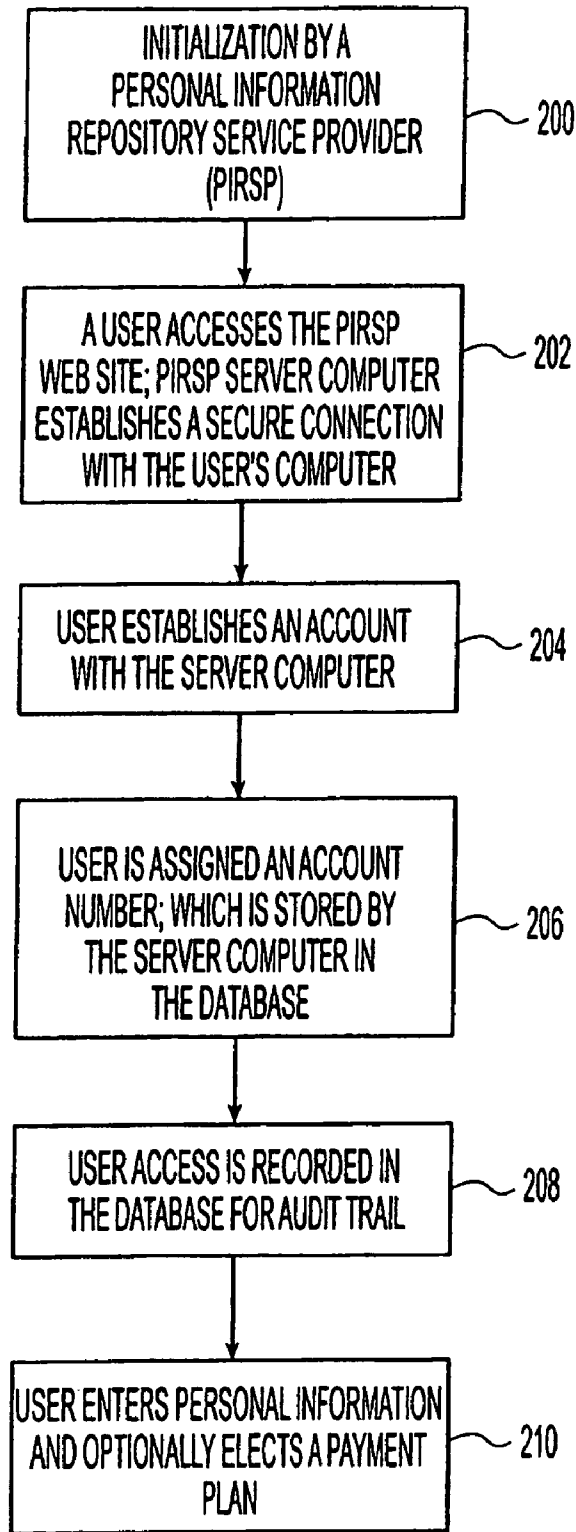 INITIALIZATION BY A
PERSONAL INFORMATION
REPOSITORY SERVICE PROVIDER
(PIRSP)
200
A USER ACCESSES THE PIRSP
WEB SITE; PIRSP SERVER COMPUTER
ESTABLISHES A SECURE CONNECTION
WITH THE USER'S COMPUTER
202
USER ESTABLISHES AN ACCOUNT
WITH THE SERVER COMPUTER
204
USER IS ASSIGNED AN ACCOUNT
NUMBER; WHICH IS STORED BY
THE SERVER COMPUTER IN
THE DATABASE
206
USER ACCESS IS RECORDED IN
THE DATABASE FOR AUDIT TRAIL
208
USER ENTERS PERSONAL INFORMATION
AND OPTIONALLY ELECTS A PAYMENT
PLAN
210